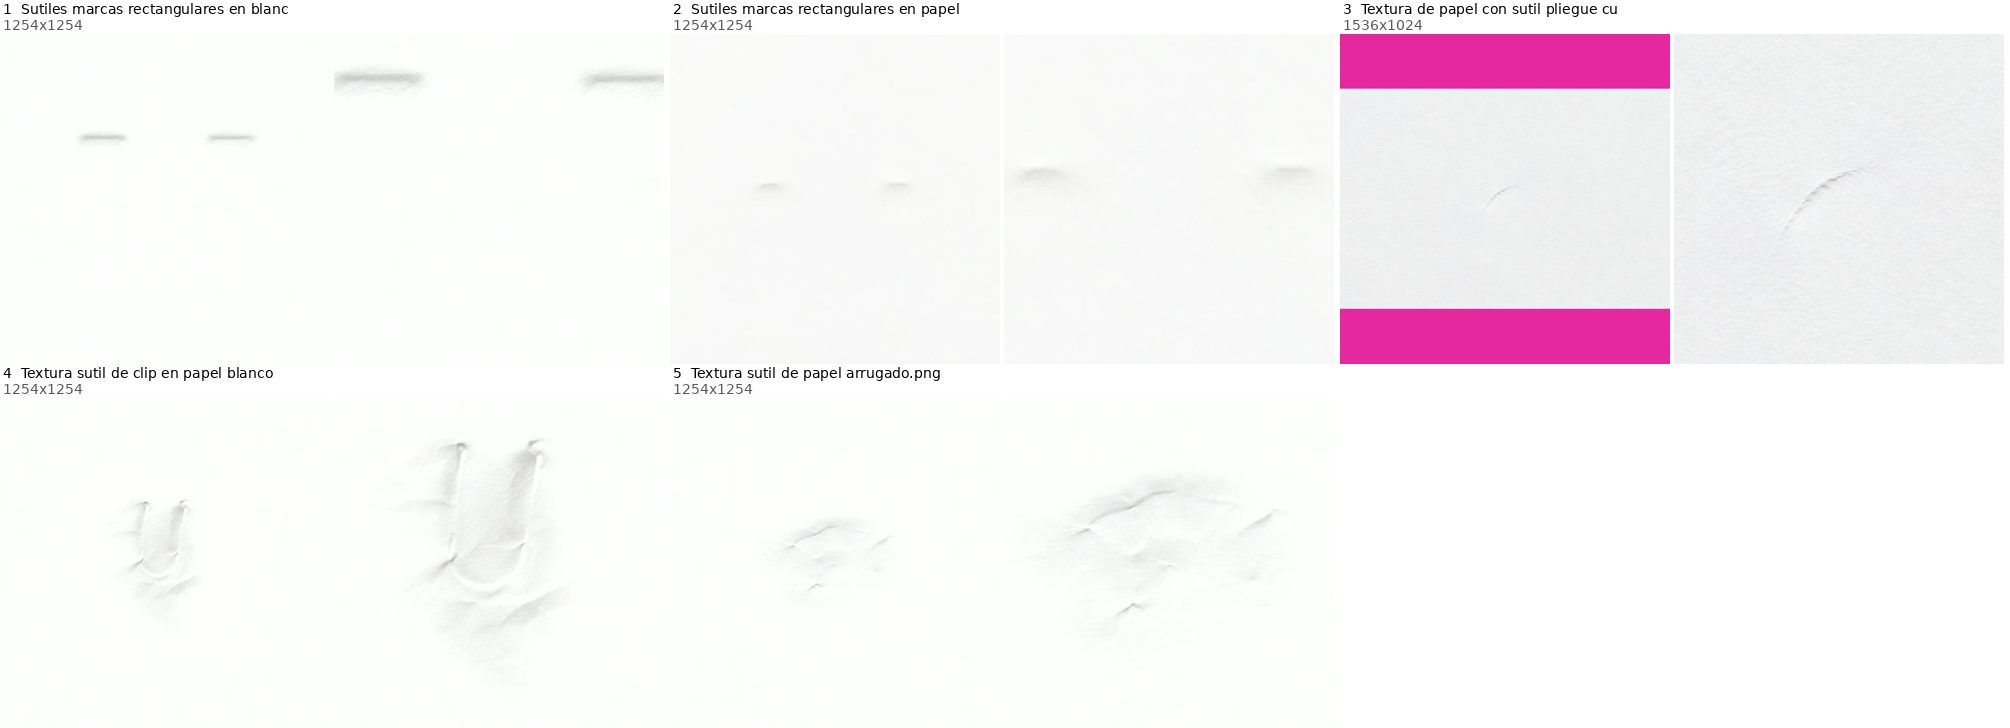 1 Sutiles marcas rectangulares en blanc
1254x1254
2 Sutiles marcas rectangulares en papel
1254x1254
3 Textura de papel con sutil pliegue cu
1536x1024
4 Textura sutil de clip en papel blanco
1254x1254
5 Textura sutil de papel arrugado.png
1254x1254